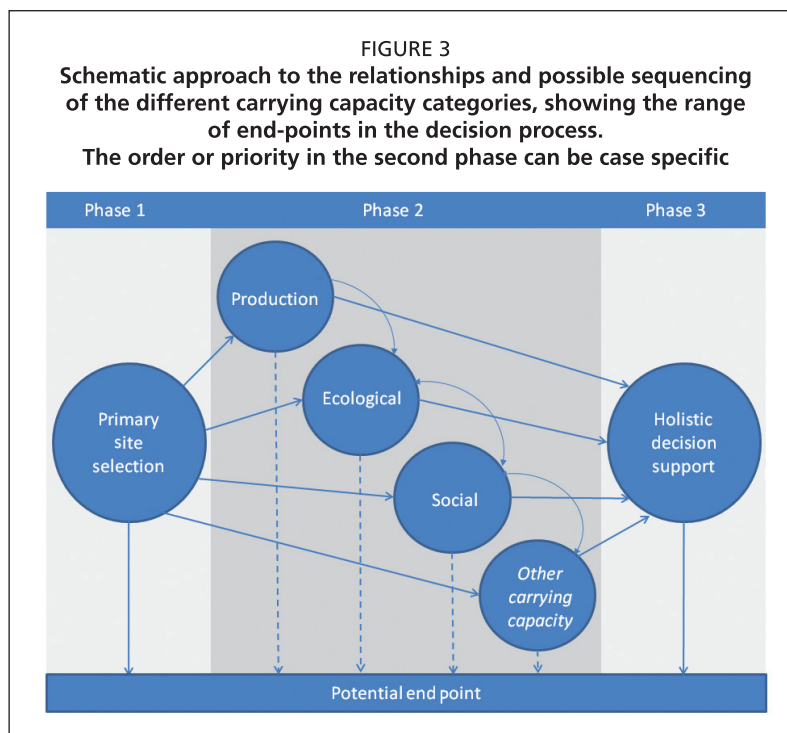 FIGURE 3
Schematic approach to the relationships and possible sequencing
of the different carrying capacity categories, showing the range
of end-points in the decision process.
The order or priority in the second phase can be case specific
Phase 1
Phase 2
Phase 3
Production
Ecological
Primary
site
selection
Holistic
decision
support
Social
Other
carrying
capacity
Potential end point